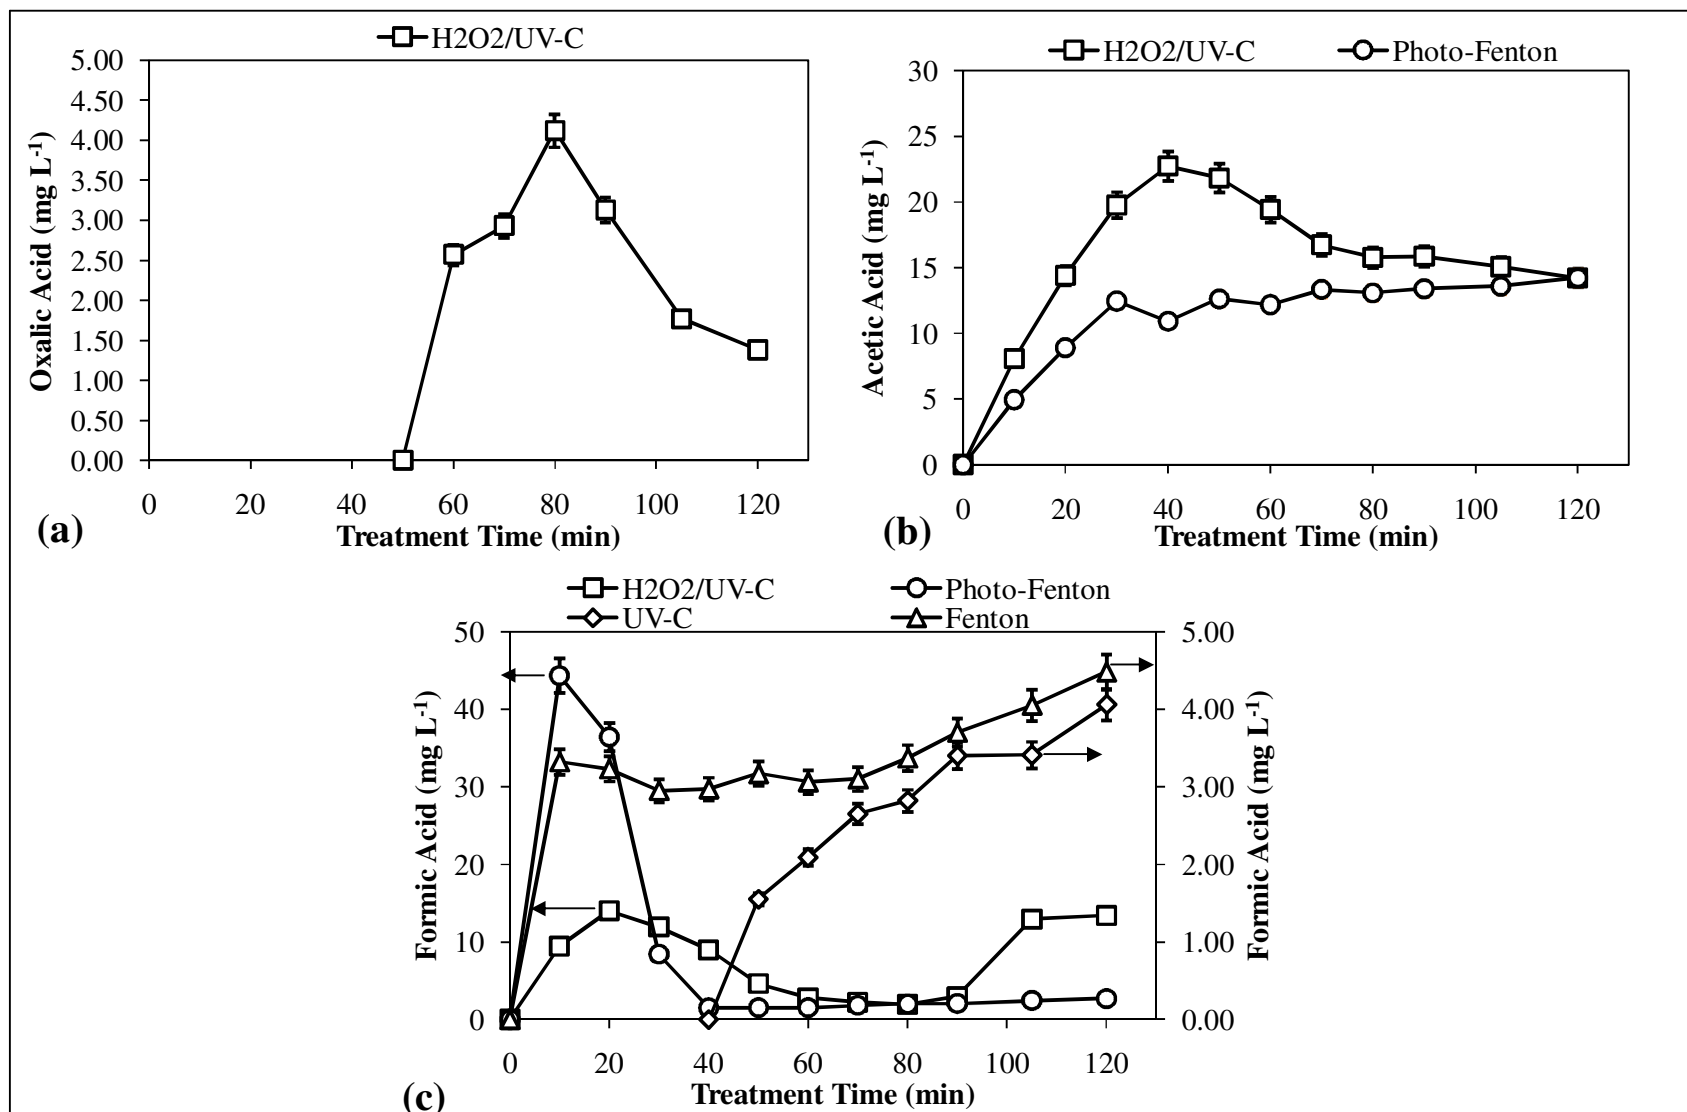 H2O2/UV-C
5.00
4.50
4.00
3.50
3.00
2.50
2.00
1.50
1.00
0.50
0.00
Oxalic Acid (mg L-1)
0 20 40 60 80 100 120
Treatment Time (min)
(a)
H2O2/UV-C Photo-Fenton
30
25
20
15
10
5
0
Acetic Acid (mg L-1)
0 20 40 60 80 100 120
Treatment Time (min)
(b)
H2O2/UV-C Photo-Fenton
UV-C Fenton
50
40
30
20
10
0
Formic Acid (mg L-1)
5.00
4.00
3.00
2.00
1.00
0.00
Formic Acid (mg L-1)
0 20 40 60 80 100 120
Treatment Time (min)
(c)